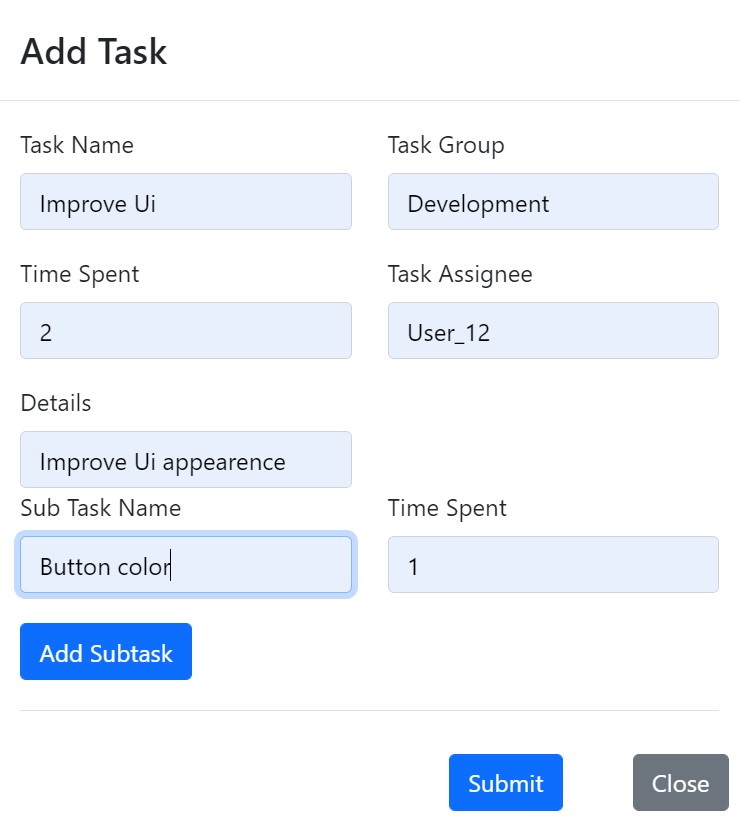 Add Task
Task Name Task Group
Improve Ui Development
Time Spent Task Assignee
2 User_12
Details
Improve Ui appearence
Sub Task Name Time Spent
Button color 1
Add Subtask
Submit Close